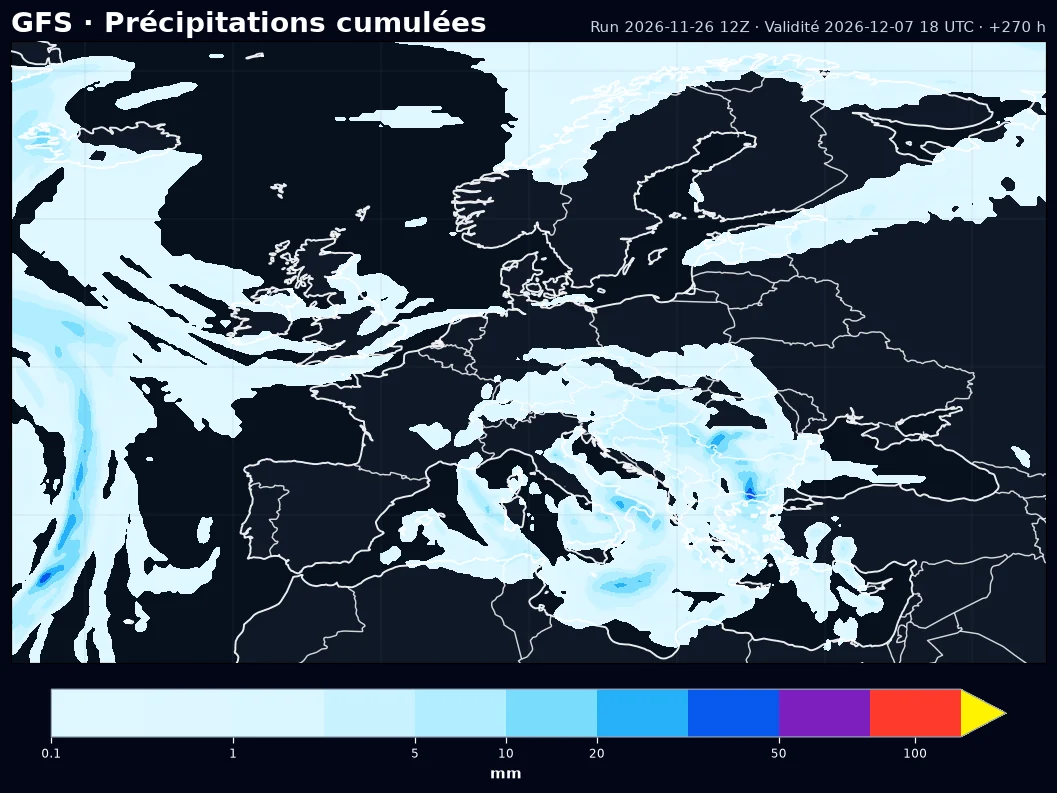 GFS · Précipitations cumulées
Run 2026-11-26 12Z · Validité 2026-12-07 18 UTC · +270 h
0.1 1 5 10 20 50 100
mm